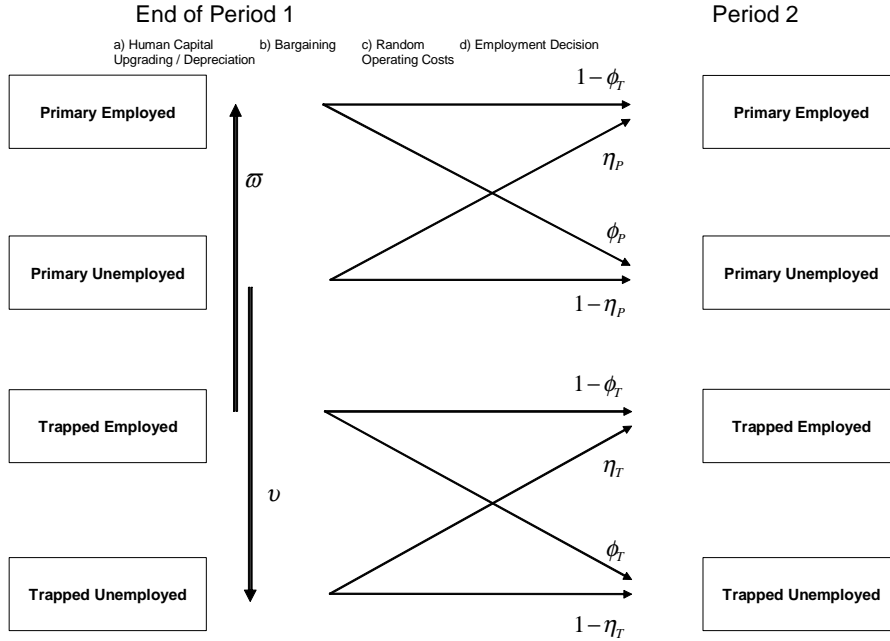 End of Period 1
Period 2
a) Human Capital Upgrading / Depreciation
b) Bargaining
c) Random Operating Costs
d) Employment Decision
1 − ϕ_T
Primary Employed
Primary Employed
η_P
ϖ
ϕ_P
Primary Unemployed
Primary Unemployed
1 − η_P
1 − ϕ_T
Trapped Employed
Trapped Employed
η_T
υ
ϕ_T
Trapped Unemployed
Trapped Unemployed
1 − η_T